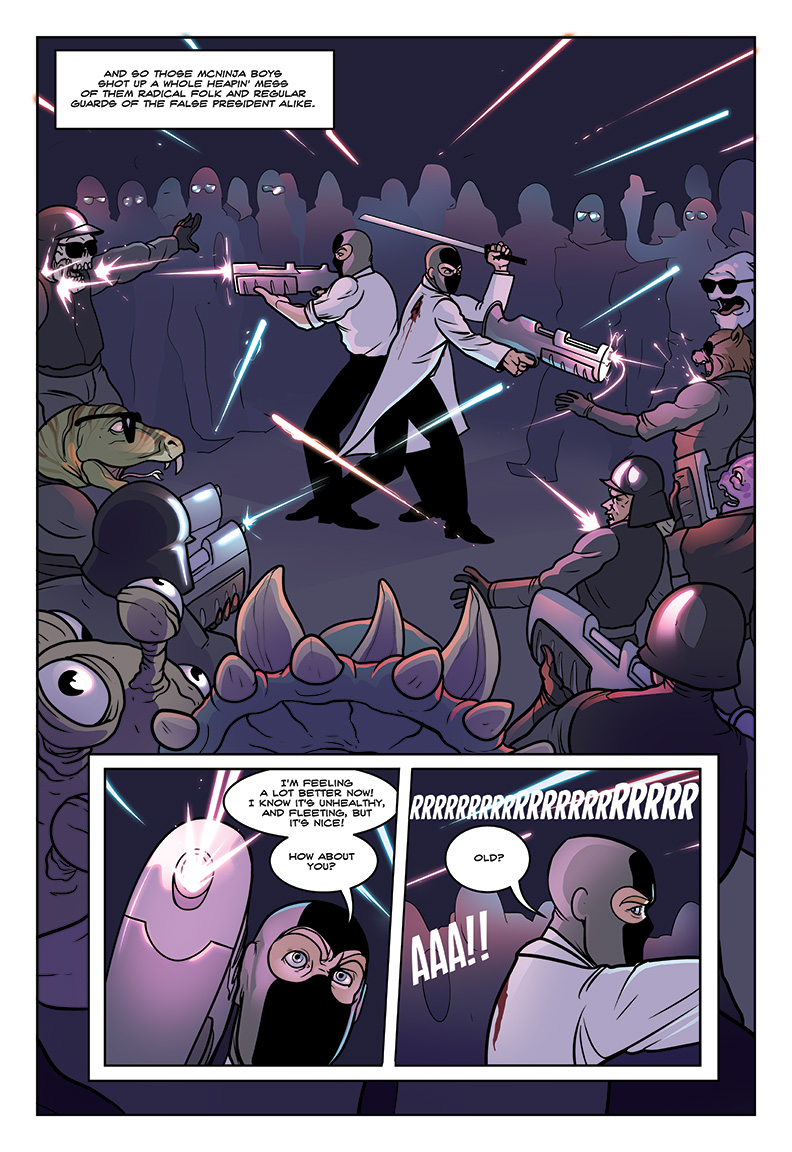 AND SO THOSE MCNINJA BOYS
SHOT UP A WHOLE HEAPIN' MESS
OF THEM RADICAL FOLK AND REGULAR
GUARDS OF THE FALSE PRESIDENT ALIKE.
I'M FEELING
A LOT BETTER NOW!
I KNOW IT'S UNHEALTHY,
AND FLEETING, BUT
IT'S NICE!
HOW ABOUT
YOU?
RRRRRRRRRRRRRRRRRRRRRR
OLD?
AAA!!